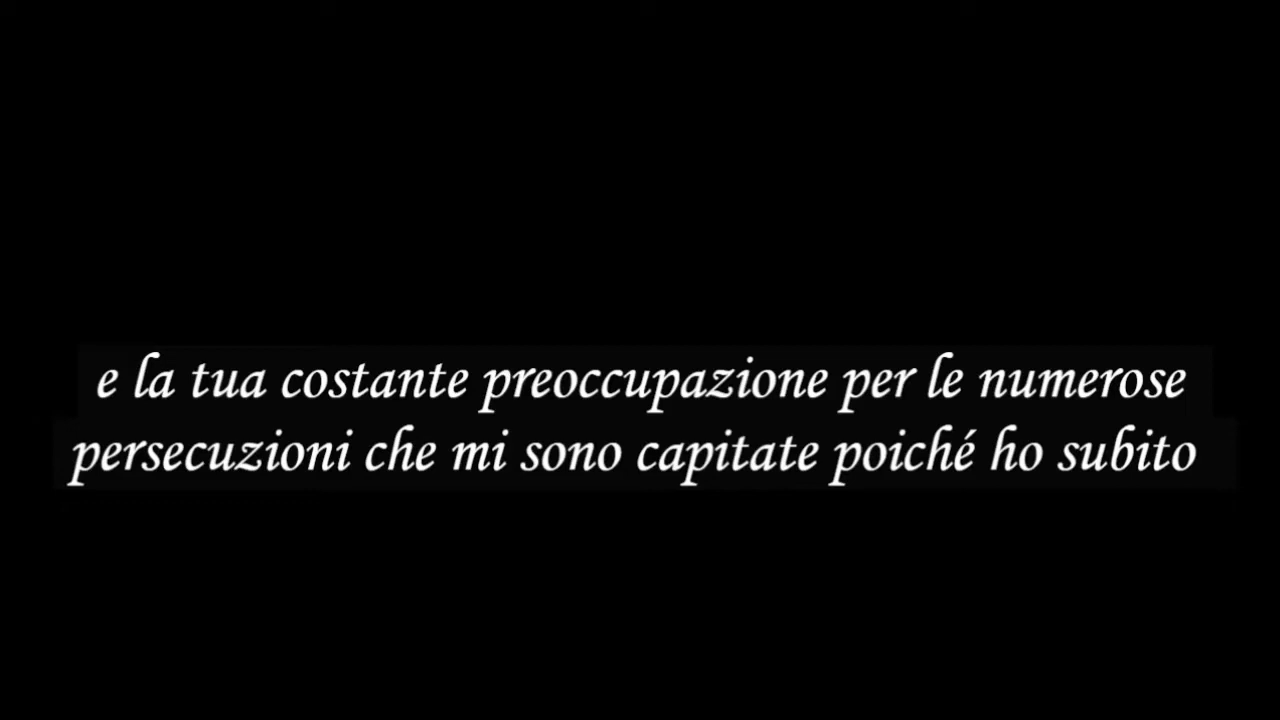 e la tua costante preoccupazione per le numerose
persecuzioni che mi sono capitate poiché ho subito